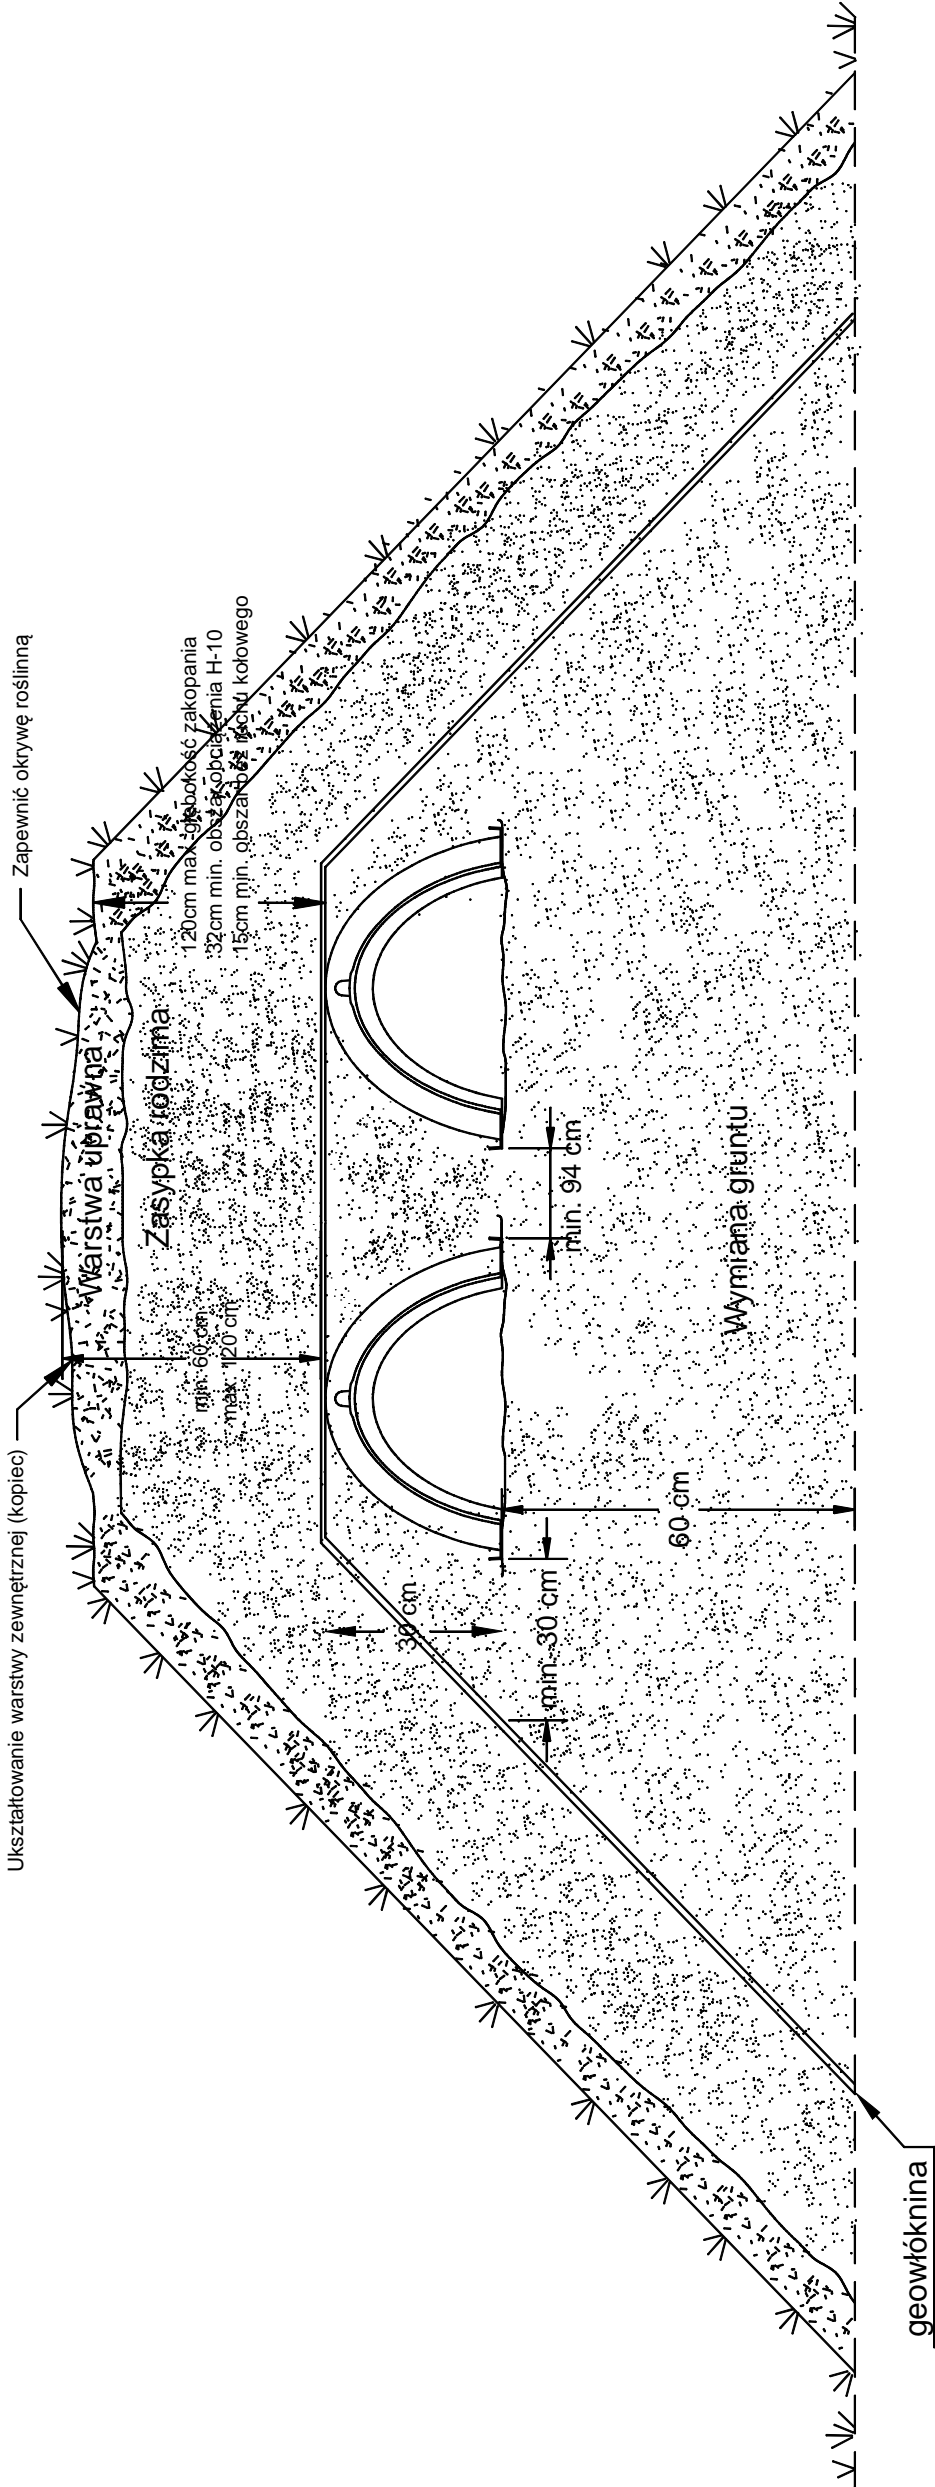 Ukształtowanie warstwy zewnętrznej (kopiec)
Zapewnić okrywę roślinną
Warstwa uprawna
Zasypka rodzima
120cm max. głębokość zakopania
32cm min. obszar obciążenia H-10
15cm min. obszar bez ruchu kołowego
min. 60 cm
max. 120 cm
30 cm
min. 30 cm
min. 94 cm
60 cm
Wymiana gruntu
geowłóknina